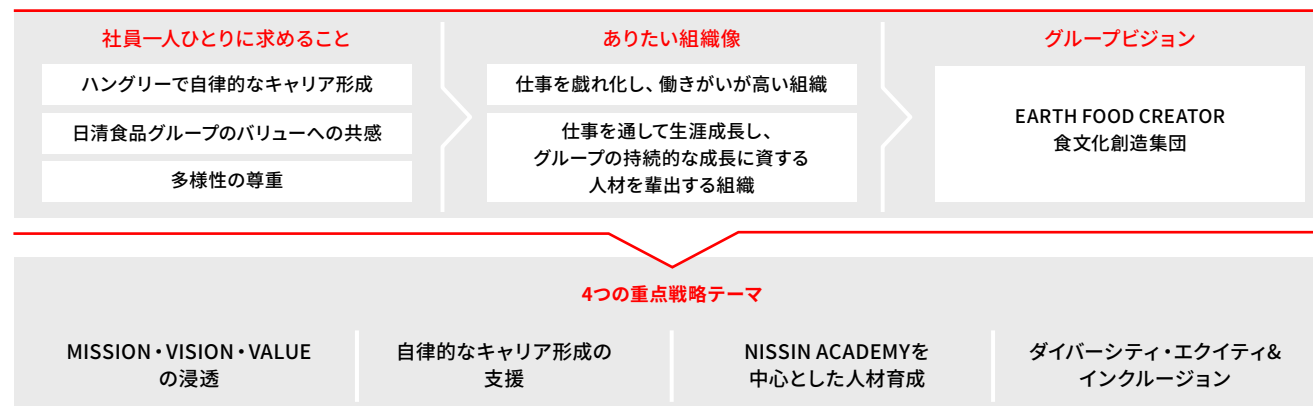 社員一人ひとりに求めること
ハングリーで自律的なキャリア形成
日清食品グループのバリューへの共感
多様性の尊重
ありたい組織像
仕事を戯れ化し、働きがいが高い組織
仕事を通して生涯成長し、
グループの持続的な成長に資する
人材を輩出する組織
グループビジョン
EARTH FOOD CREATOR
食文化創造集団
4つの重点戦略テーマ
MISSION・VISION・VALUE
の浸透
自律的なキャリア形成の
支援
NISSIN ACADEMYを
中心とした人材育成
ダイバーシティ・エクイティ&
インクルージョン